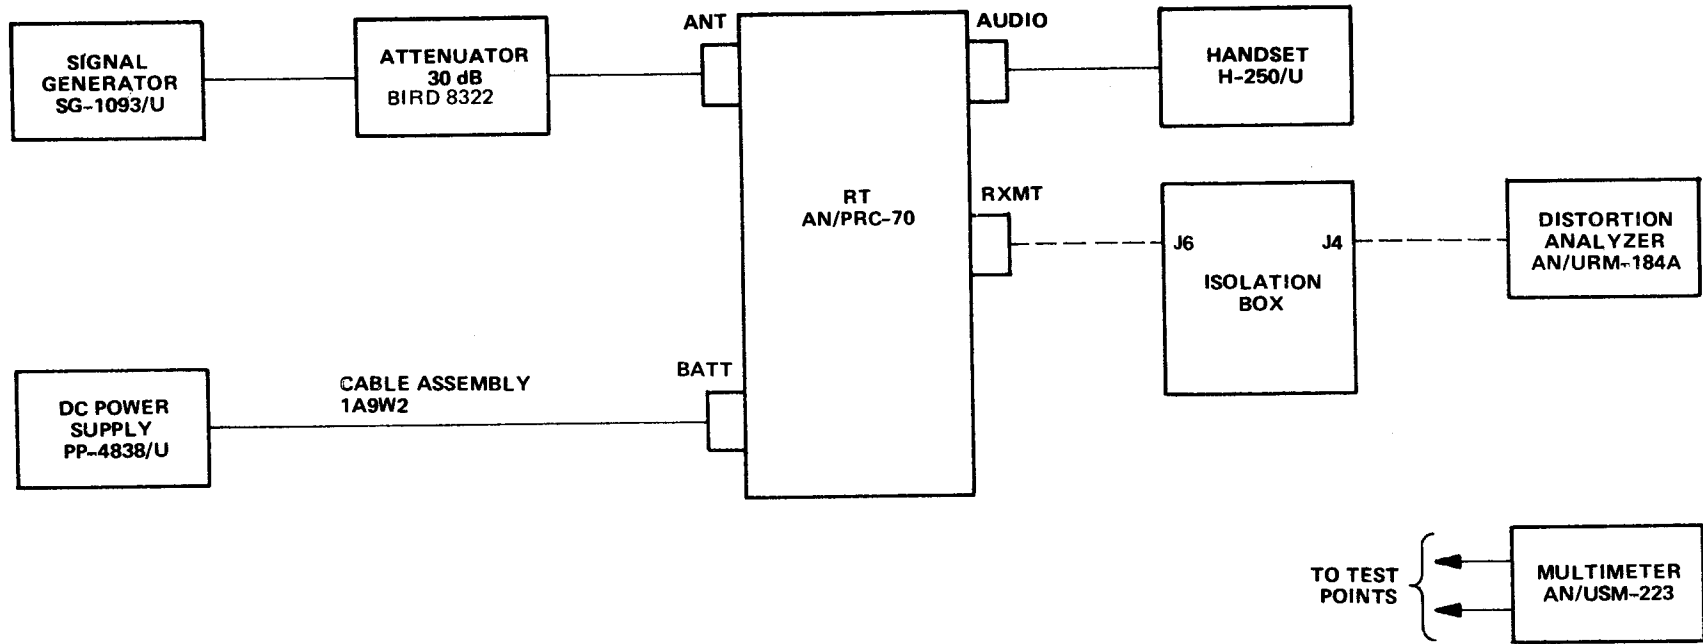 SIGNAL
GENERATOR
SG-1093/U
ATTENUATOR
30 dB
BIRD 8322
ANT
AUDIO
HANDSET
H-250/U
RT
AN/PRC-70
RXMT
J6
J4
ISOLATION
BOX
DISTORTION
ANALYZER
AN/URM-184A
BATT
CABLE ASSEMBLY
1A9W2
DC POWER
SUPPLY
PP-4838/U
TO TEST
POINTS
MULTIMETER
AN/USM-223